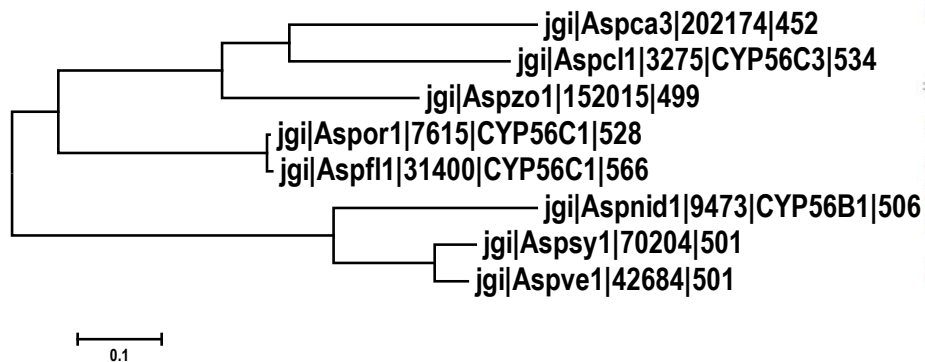 jgi|Aspca3|202174|452
jgi|Aspcl1|3275|CYP56C3|534
jgi|Aspzo1|152015|499
jgi|Aspor1|7615|CYP56C1|528
jgi|Aspfl1|31400|CYP56C1|566
jgi|Aspnid1|9473|CYP56B1|506
jgi|Aspsy1|70204|501
jgi|Aspve1|42684|501
0.1